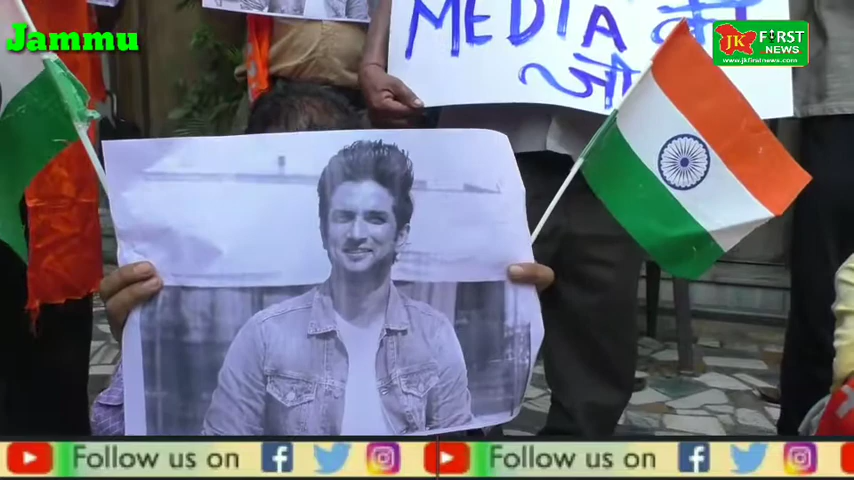 Jammu
MEDIA
JK FIRST
NEWS
www.jkfirstnews.com
Follow us on
Follow us on